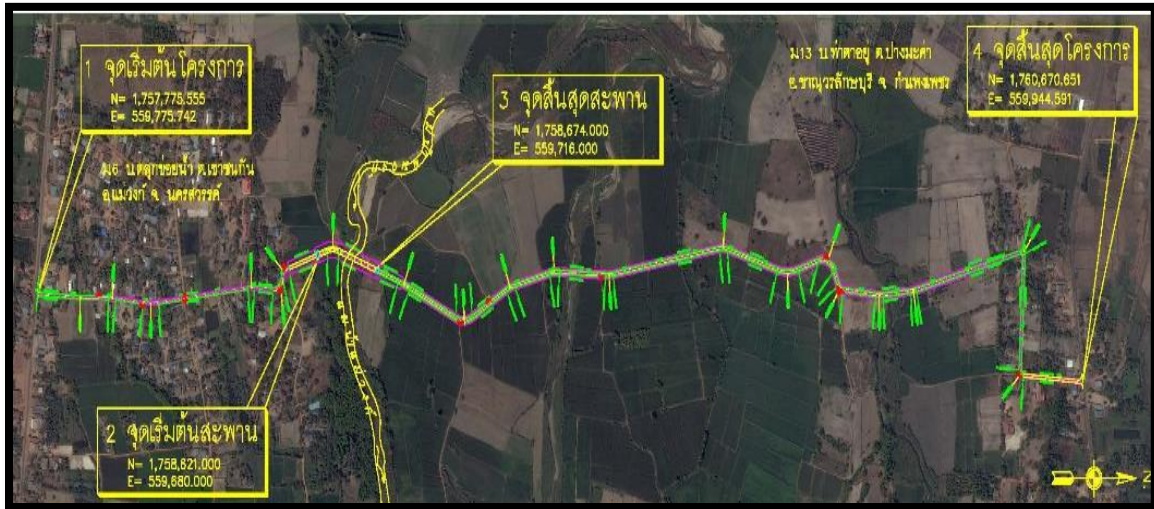 1 จุดเริ่มต้นโครงการ
N= 1,757,775.555
E= 559,775.742
ม6 บ.ตลุกข่อยน้ำ ต.เขาชนกัน
อ.แม่วงก์ จ. นครสวรรค์
3 จุดสิ้นสุดสะพาน
N= 1,758,674.000
E= 559,716.000
ม13 บ.ท่าตาอยู่ ต.ปางมะค่า
อ.ขาณุวรลักษบุรี จ. กำแพงเพชร
4 จุดสิ้นสุดโครงการ
N= 1,760,670.651
E= 559,944.591
2 จุดเริ่มต้นสะพาน
N= 1,758,621.000
E= 559,680.000
Z